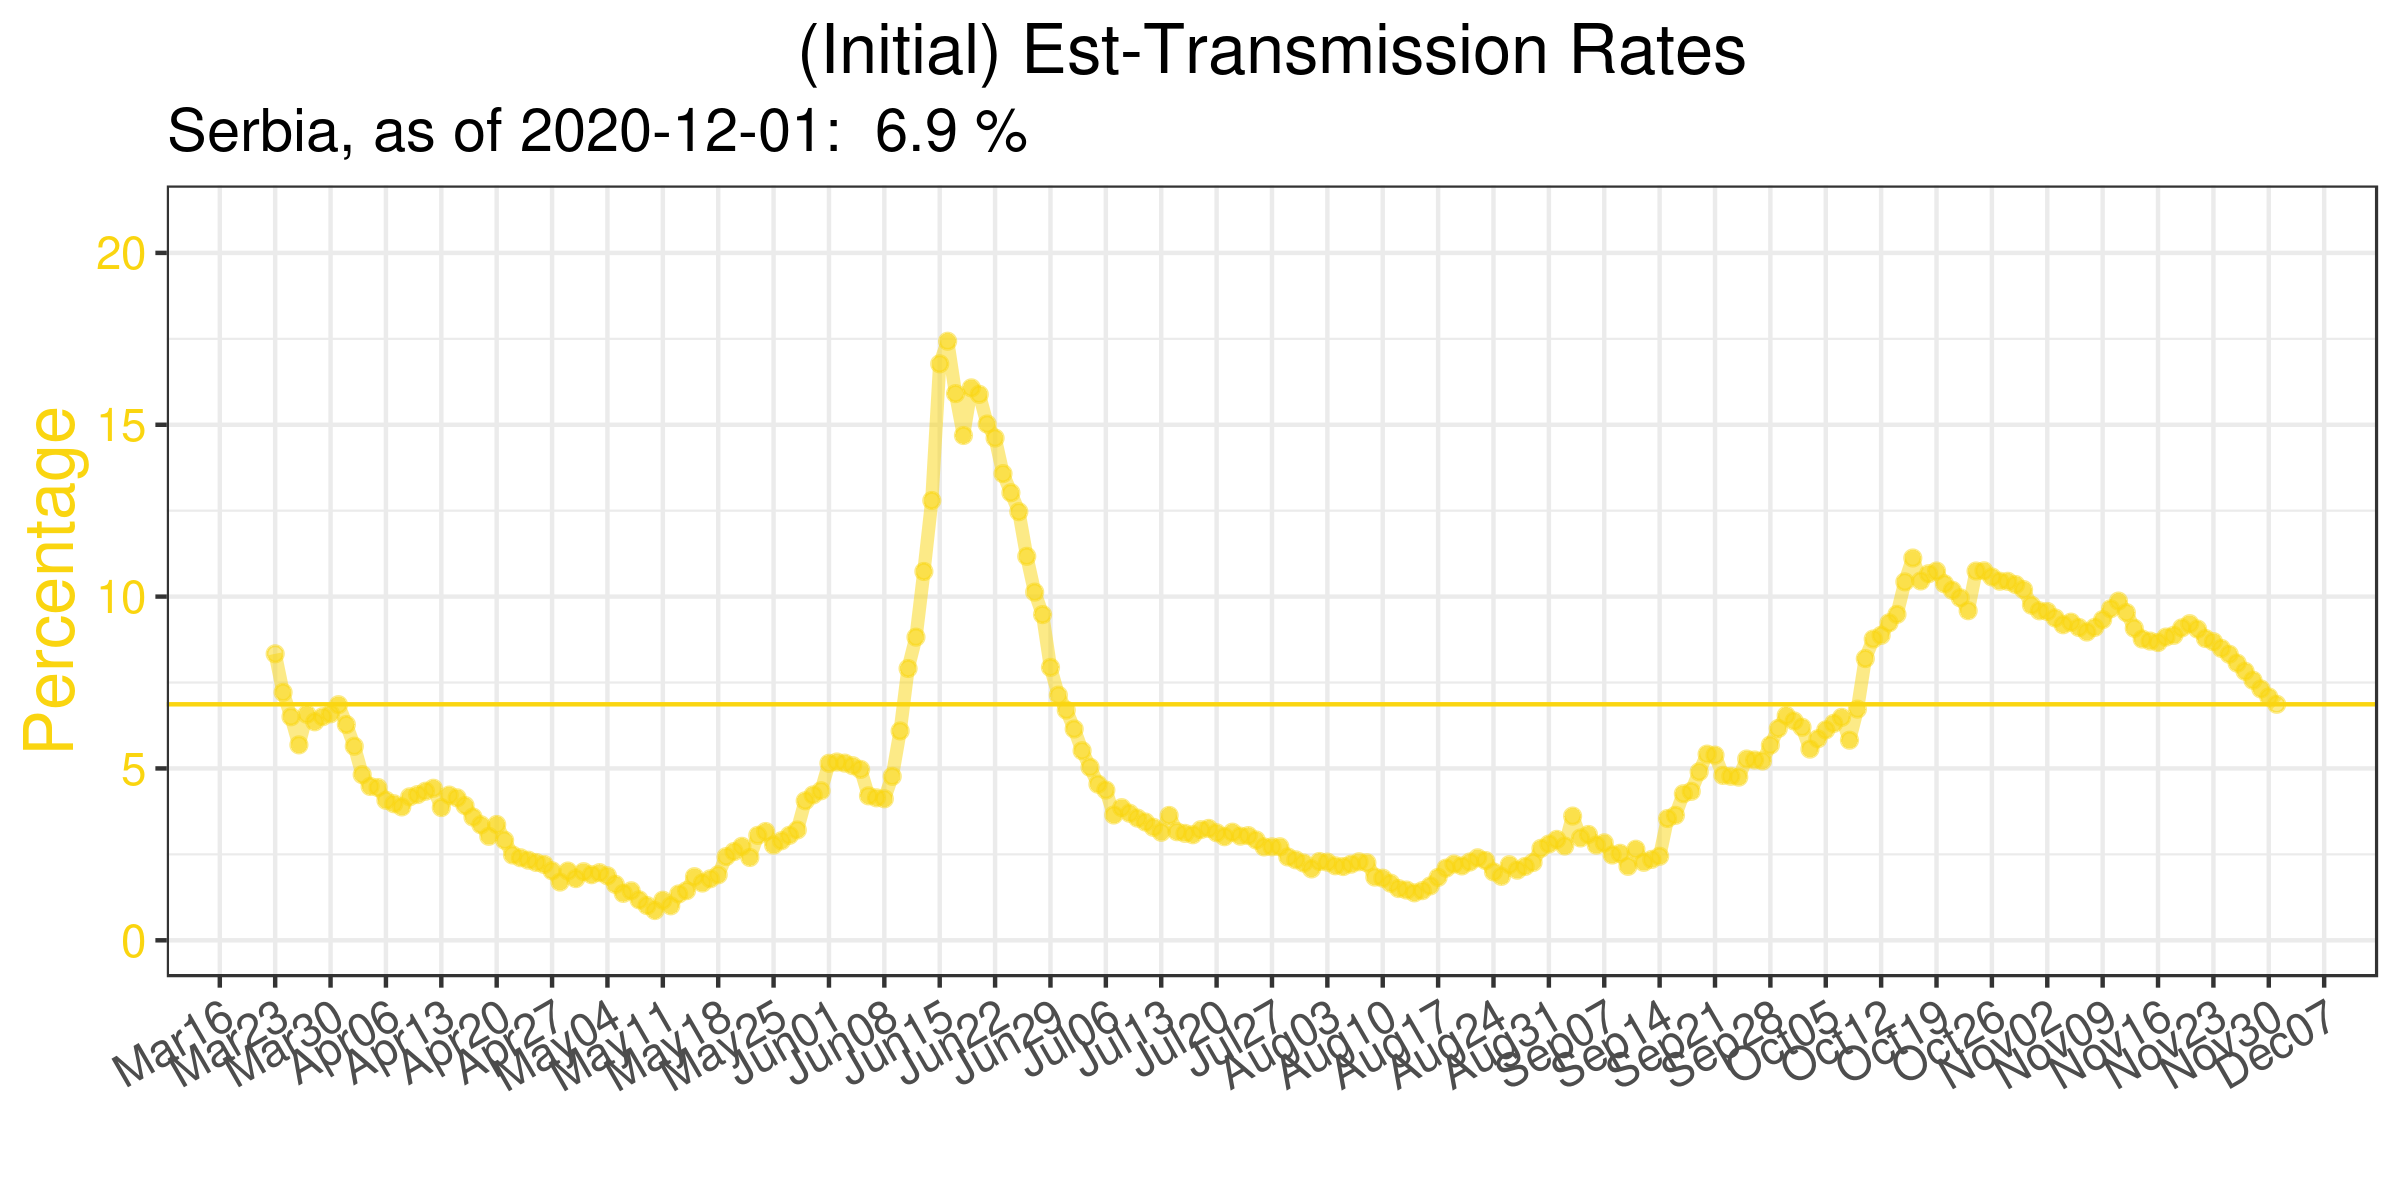 (Initial) Est-Transmission Rates
Serbia, as of 2020-12-01:  6.9 %
Percentage
20
15
10
5
0
Mar16
Mar23
Mar30
Apr06
Apr13
Apr20
Apr27
May04
May11
May18
May25
Jun01
Jun08
Jun15
Jun22
Jun29
Jul06
Jul13
Jul20
Jul27
Aug03
Aug10
Aug17
Aug24
Aug31
Sep07
Sep14
Sep21
Sep28
Oct05
Oct12
Oct19
Oct26
Nov02
Nov09
Nov16
Nov23
Nov30
Dec07